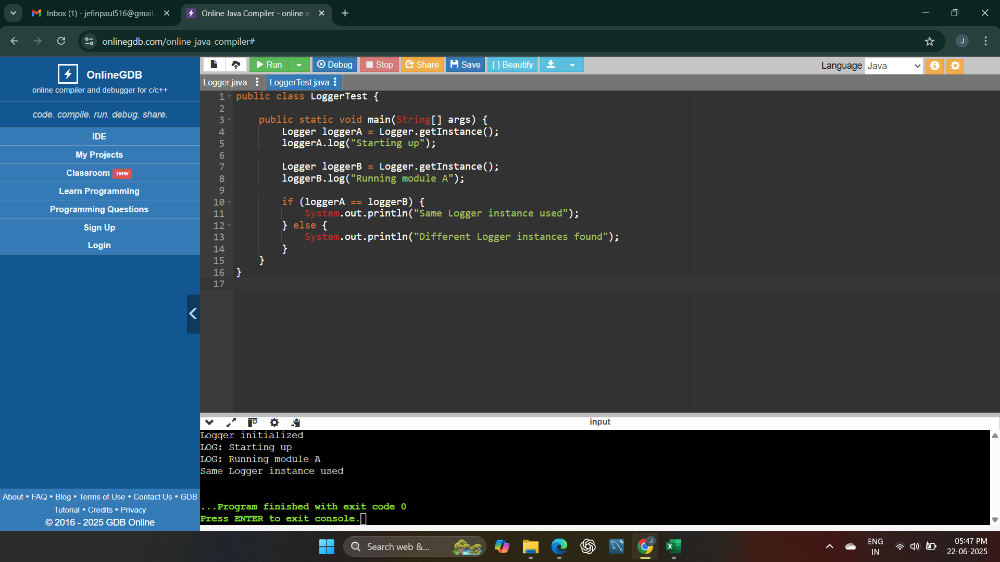 Inbox (1) - jefinpaul516@gmail.
Online Java Compiler - online e
onlinegdb.com/online_java_compiler#
J
OnlineGDB
online compiler and debugger for c/c++
code. compile. run. debug. share.
IDE
My Projects
Classroom new
Learn Programming
Programming Questions
Sign Up
Login
About • FAQ • Blog • Terms of Use • Contact Us • GDB
Tutorial • Credits • Privacy
© 2016 - 2025 GDB Online
Run Debug Stop Share Save { } Beautify
Language Java
Logger.java LoggerTest.java
1 public class LoggerTest {
2
3     public static void main(String[] args) {
4         Logger loggerA = Logger.getInstance();
5         loggerA.log("Starting up");
6
7         Logger loggerB = Logger.getInstance();
8         loggerB.log("Running module A");
9
10         if (loggerA == loggerB) {
11             System.out.println("Same Logger instance used");
12         } else {
13             System.out.println("Different Logger instances found");
14         }
15     }
16 }
17
input
Logger initialized
LOG: Starting up
LOG: Running module A
Same Logger instance used
...Program finished with exit code 0
Press ENTER to exit console.
Search web &...
J
ENG
IN
05:47 PM
22-06-2025